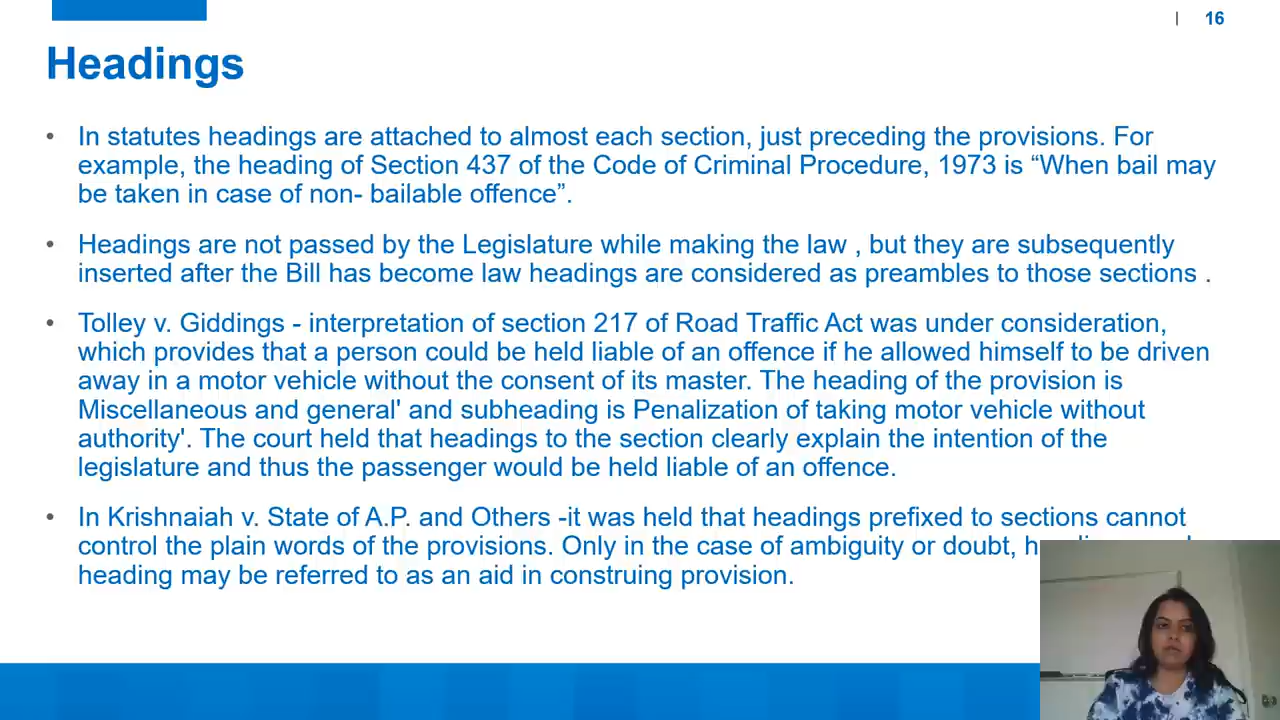 | 16
Headings
• In statutes headings are attached to almost each section, just preceding the provisions. For
example, the heading of Section 437 of the Code of Criminal Procedure, 1973 is “When bail may
be taken in case of non- bailable offence”.
• Headings are not passed by the Legislature while making the law , but they are subsequently
inserted after the Bill has become law headings are considered as preambles to those sections .
• Tolley v. Giddings - interpretation of section 217 of Road Traffic Act was under consideration,
which provides that a person could be held liable of an offence if he allowed himself to be driven
away in a motor vehicle without the consent of its master. The heading of the provision is
Miscellaneous and general' and subheading is Penalization of taking motor vehicle without
authority'. The court held that headings to the section clearly explain the intention of the
legislature and thus the passenger would be held liable of an offence.
• In Krishnaiah v. State of A.P. and Others -it was held that headings prefixed to sections cannot
control the plain words of the provisions. Only in the case of ambiguity or doubt,
heading may be referred to as an aid in construing provision.